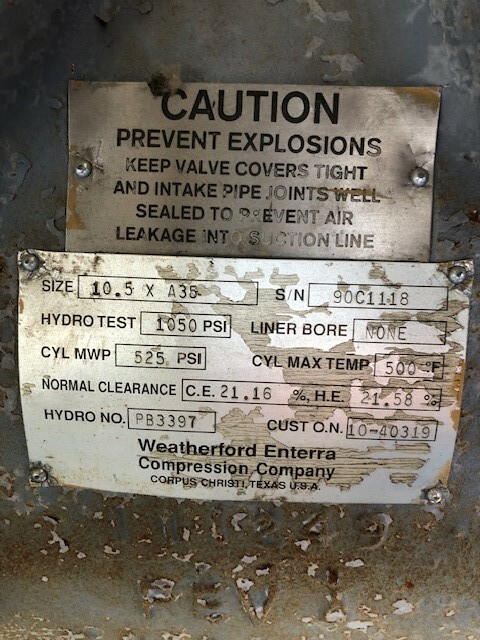 CAUTION
PREVENT EXPLOSIONS
KEEP VALVE COVERS TIGHT
AND INTAKE PIPE JOINTS WELL
SEALED TO PREVENT AIR
LEAKAGE INTO SUCTION LINE
SIZE 10.5 X A35 S/N 90C1118
HYDRO TEST 1050 PSI LINER BORE NONE
CYL MWP 525 PSI CYL MAX TEMP 500 °F
NORMAL CLEARANCE C.E. 21.16 %, H.E. 21.58 %
HYDRO NO. PB3397 CUST O.N. 10-40319
Weatherford Enterra
Compression Company
CORPUS CHRISTI, TEXAS U.S.A.